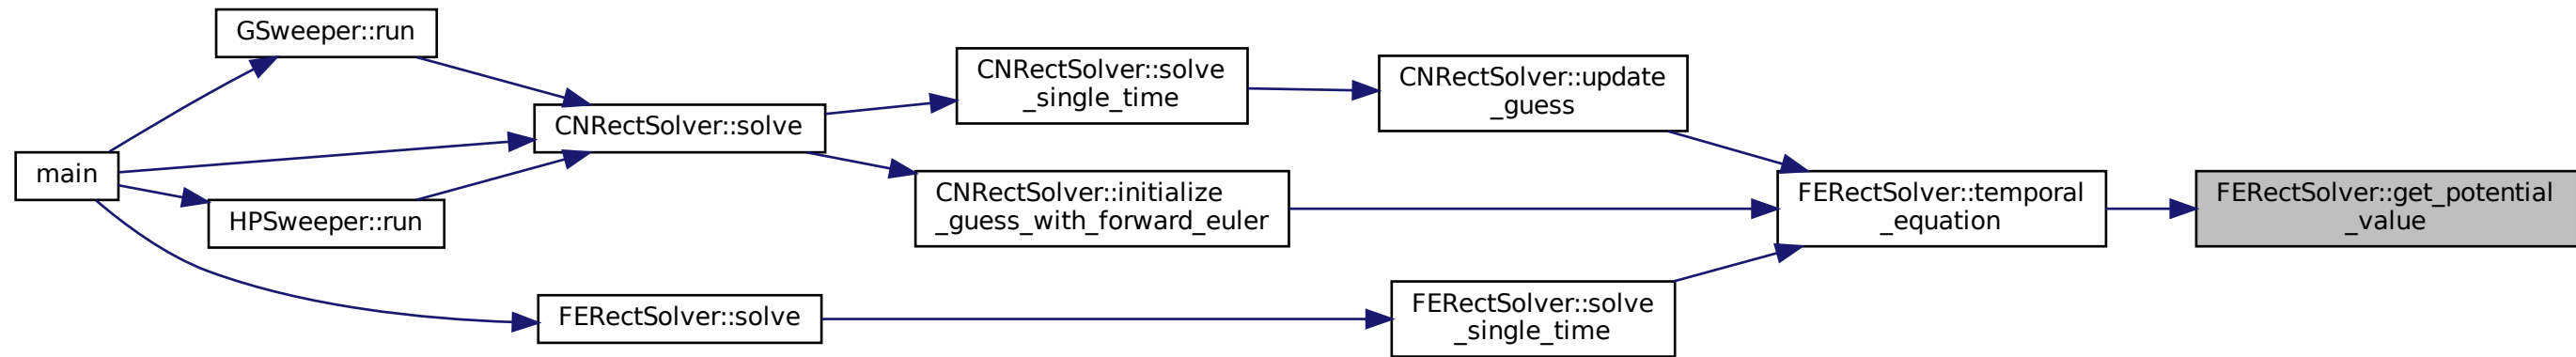 GSweeper::run
CNRectSolver::solve
_single_time
CNRectSolver::update
_guess
CNRectSolver::solve
main
CNRectSolver::initialize
_guess_with_forward_euler
FERectSolver::temporal
_equation
FERectSolver::get_potential
_value
HPSweeper::run
FERectSolver::solve
FERectSolver::solve
_single_time